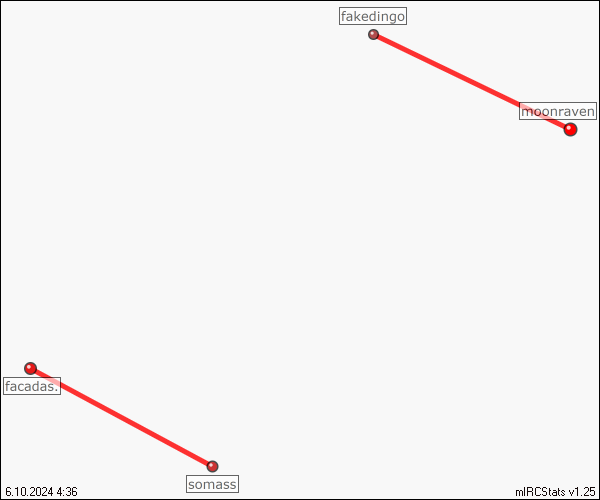 fakedingo
moonraven
facadas.
somass
6.10.2024 4:36
mIRCStats v1.25